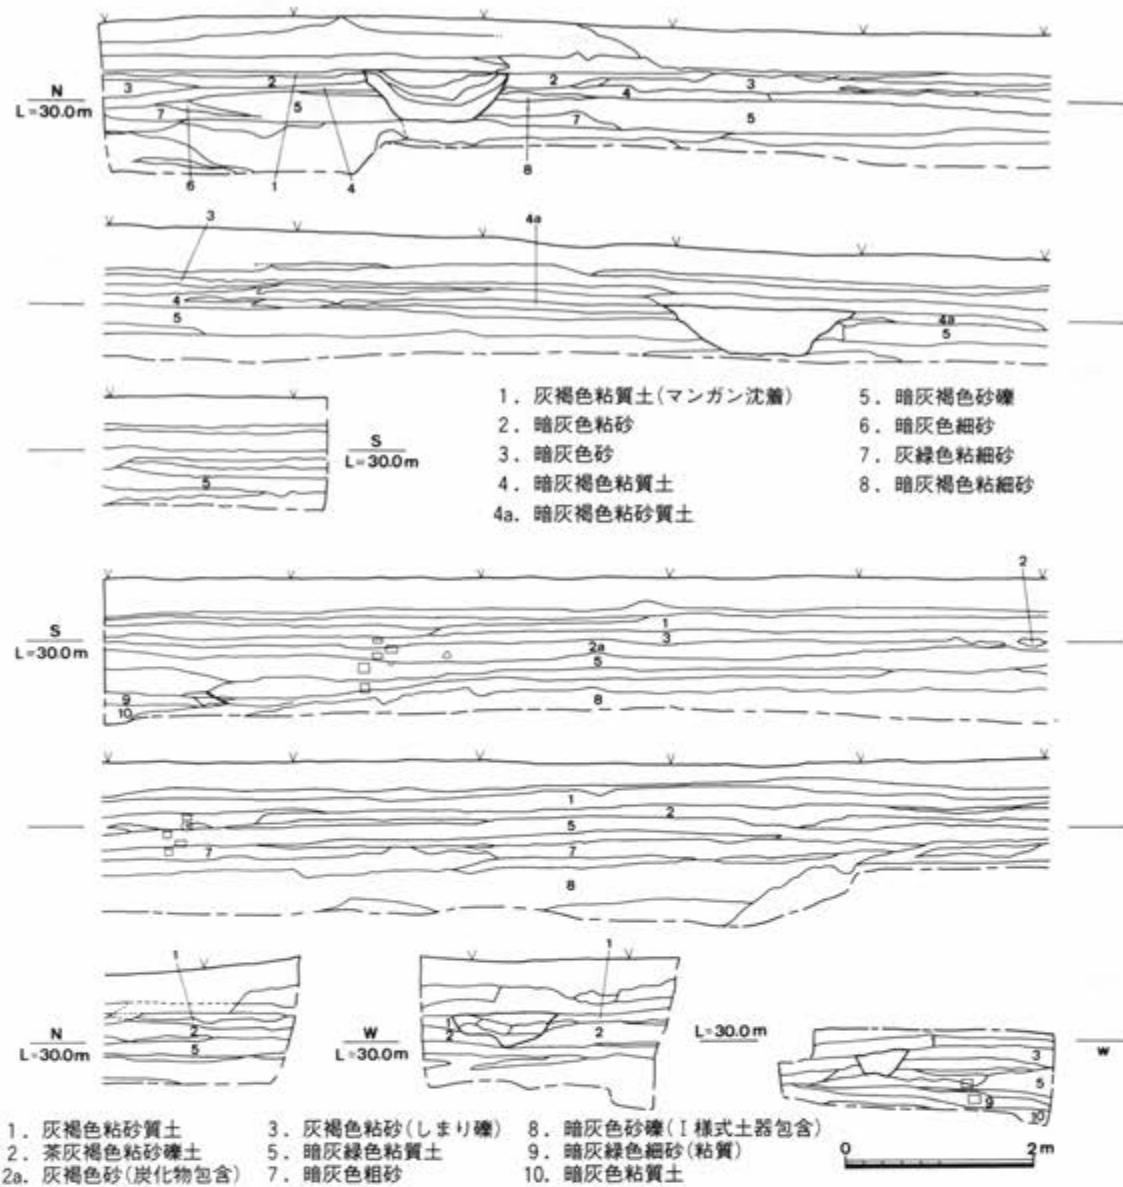 3
2
2
3
N
L=30.0m
5
4
7
7
5
6
1
4
8
3
4a
4
5
4a
5
S
L=30.0m
5
1. 灰褐色粘質土(マンガン沈着)
2. 暗灰色粘砂
3. 暗灰色砂
4. 暗灰褐色粘質土
4a. 暗灰褐色粘砂質土
5. 暗灰褐色砂礫
6. 暗灰色細砂
7. 灰緑色粘細砂
8. 暗灰褐色粘細砂
2
S
L=30.0m
1
3
2a
5
9
10
8
1
2
5
7
7
8
1
N
L=30.0m
2
5
W
L=30.0m
1
1
2
2
L=30.0m
3
5
9
10
W
1. 灰褐色粘砂質土
2. 茶灰褐色粘砂礫土
2a. 灰褐色砂(炭化物包含)
3. 灰褐色粘砂(しまり礫)
5. 暗灰緑色粘質土
7. 暗灰色粗砂
8. 暗灰色砂礫(I様式土器包含)
9. 暗灰緑色細砂(粘質)
10. 暗灰色粘質土
0 2m